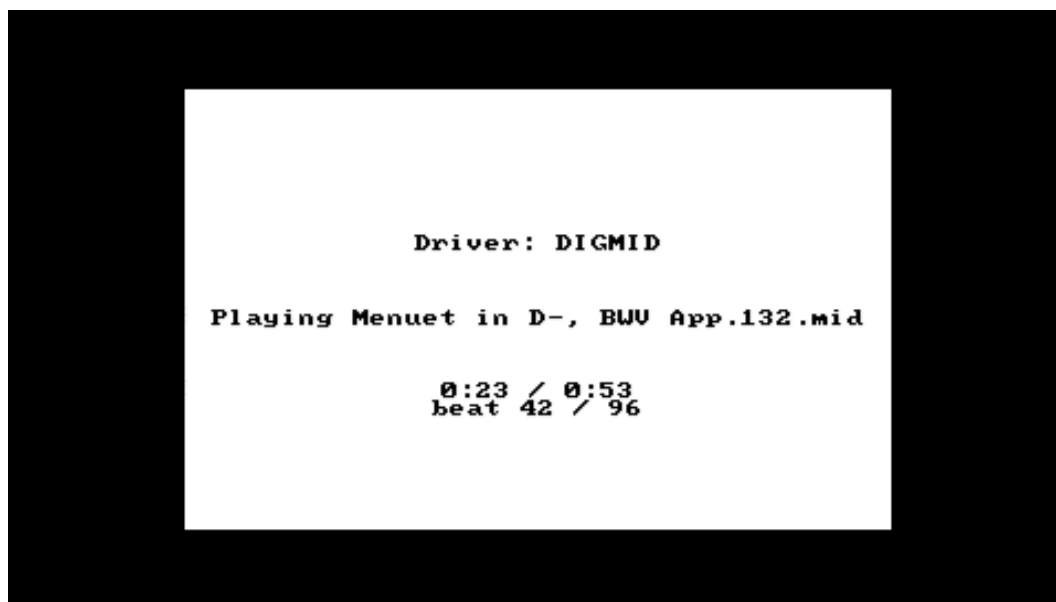 Driver: DIGMID
Playing Menuet in D-, BWV App.132.mid
0:23 / 0:53
beat 42 / 96